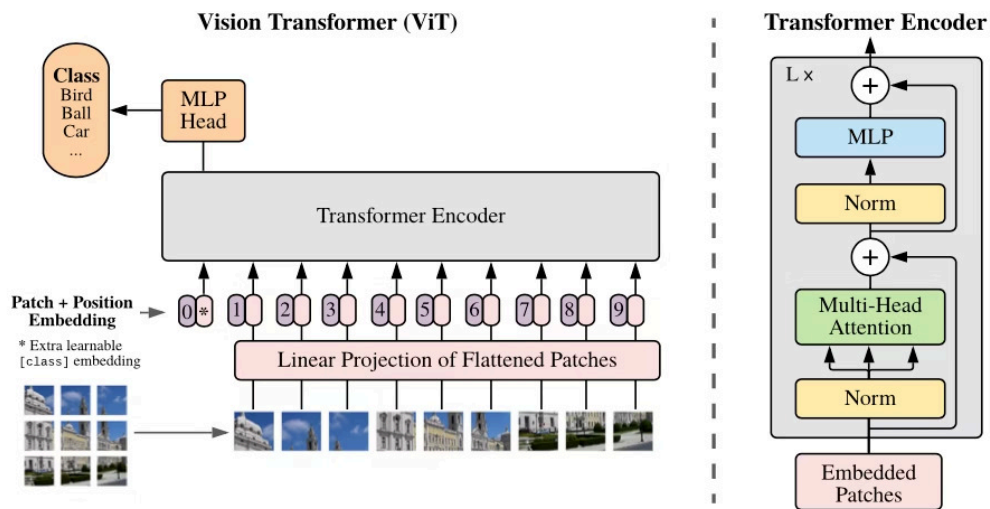 Vision Transformer (ViT)
Class
Bird
Ball
Car
...
MLP
Head
Transformer Encoder
Patch + Position
Embedding
0 * 1 2 3 4 5 6 7 8 9
* Extra learnable
[class] embedding
Linear Projection of Flattened Patches
Transformer Encoder
L ×
+
MLP
Norm
+
Multi-Head
Attention
Norm
Embedded
Patches